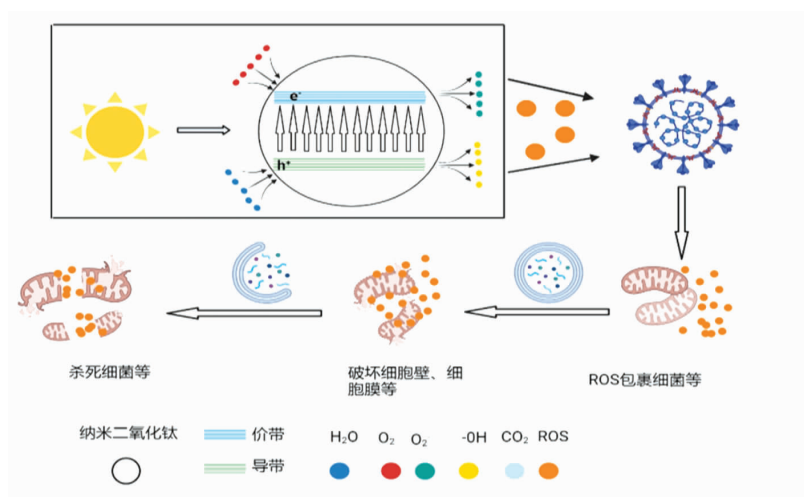 e-
h+
杀死细菌等
破坏细胞壁、细
胞膜等
ROS包裹细菌等
纳米二氧化钛
价带
导带
H₂O O₂ O₂ -0H CO₂ ROS